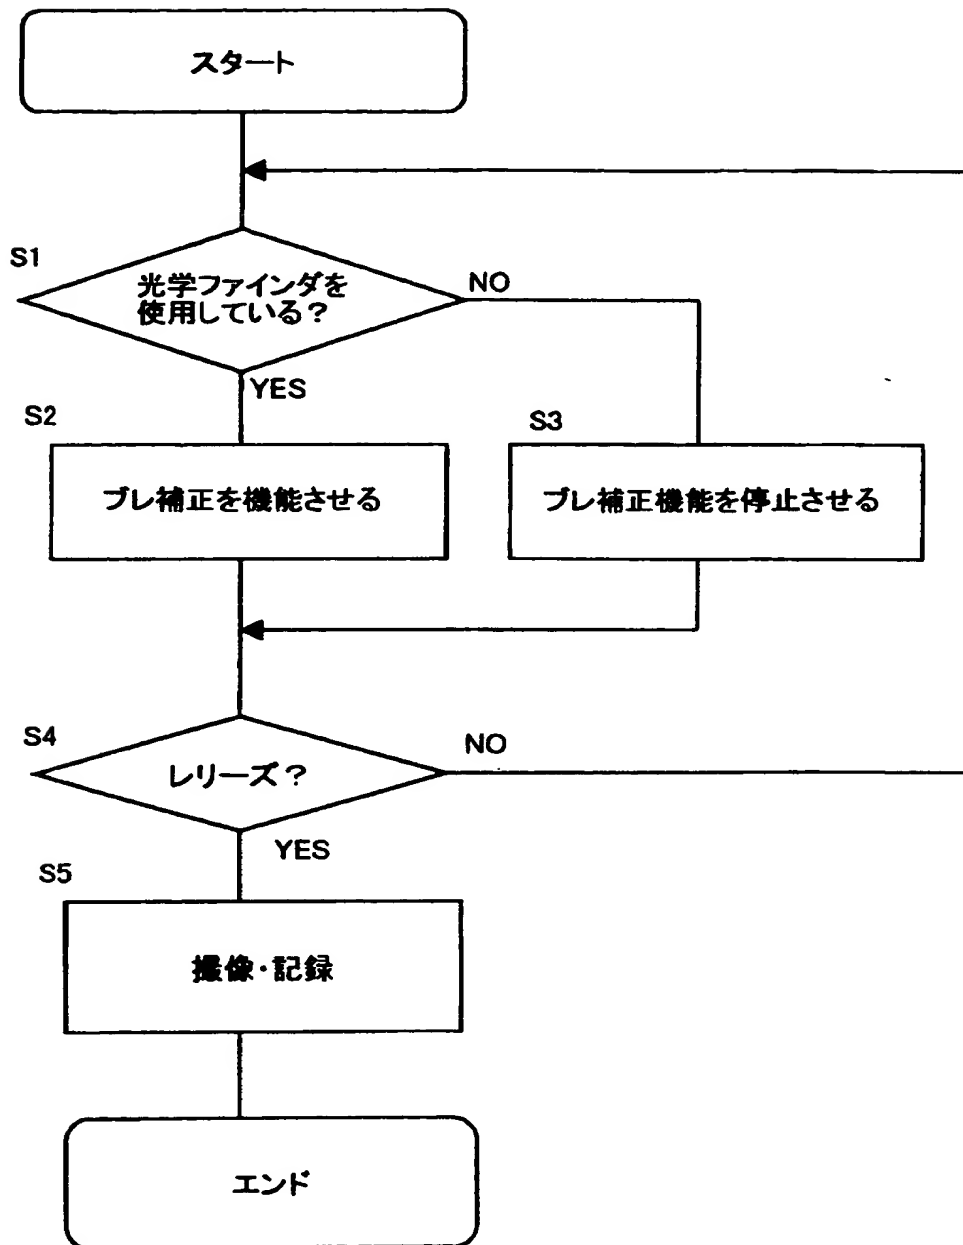 スタート
S1
光学ファインダを
使用している？
NO
YES
S2
ブレ補正を機能させる
S3
ブレ補正機能を停止させる
S4
レリーズ？
NO
YES
S5
撮像・記録
エンド